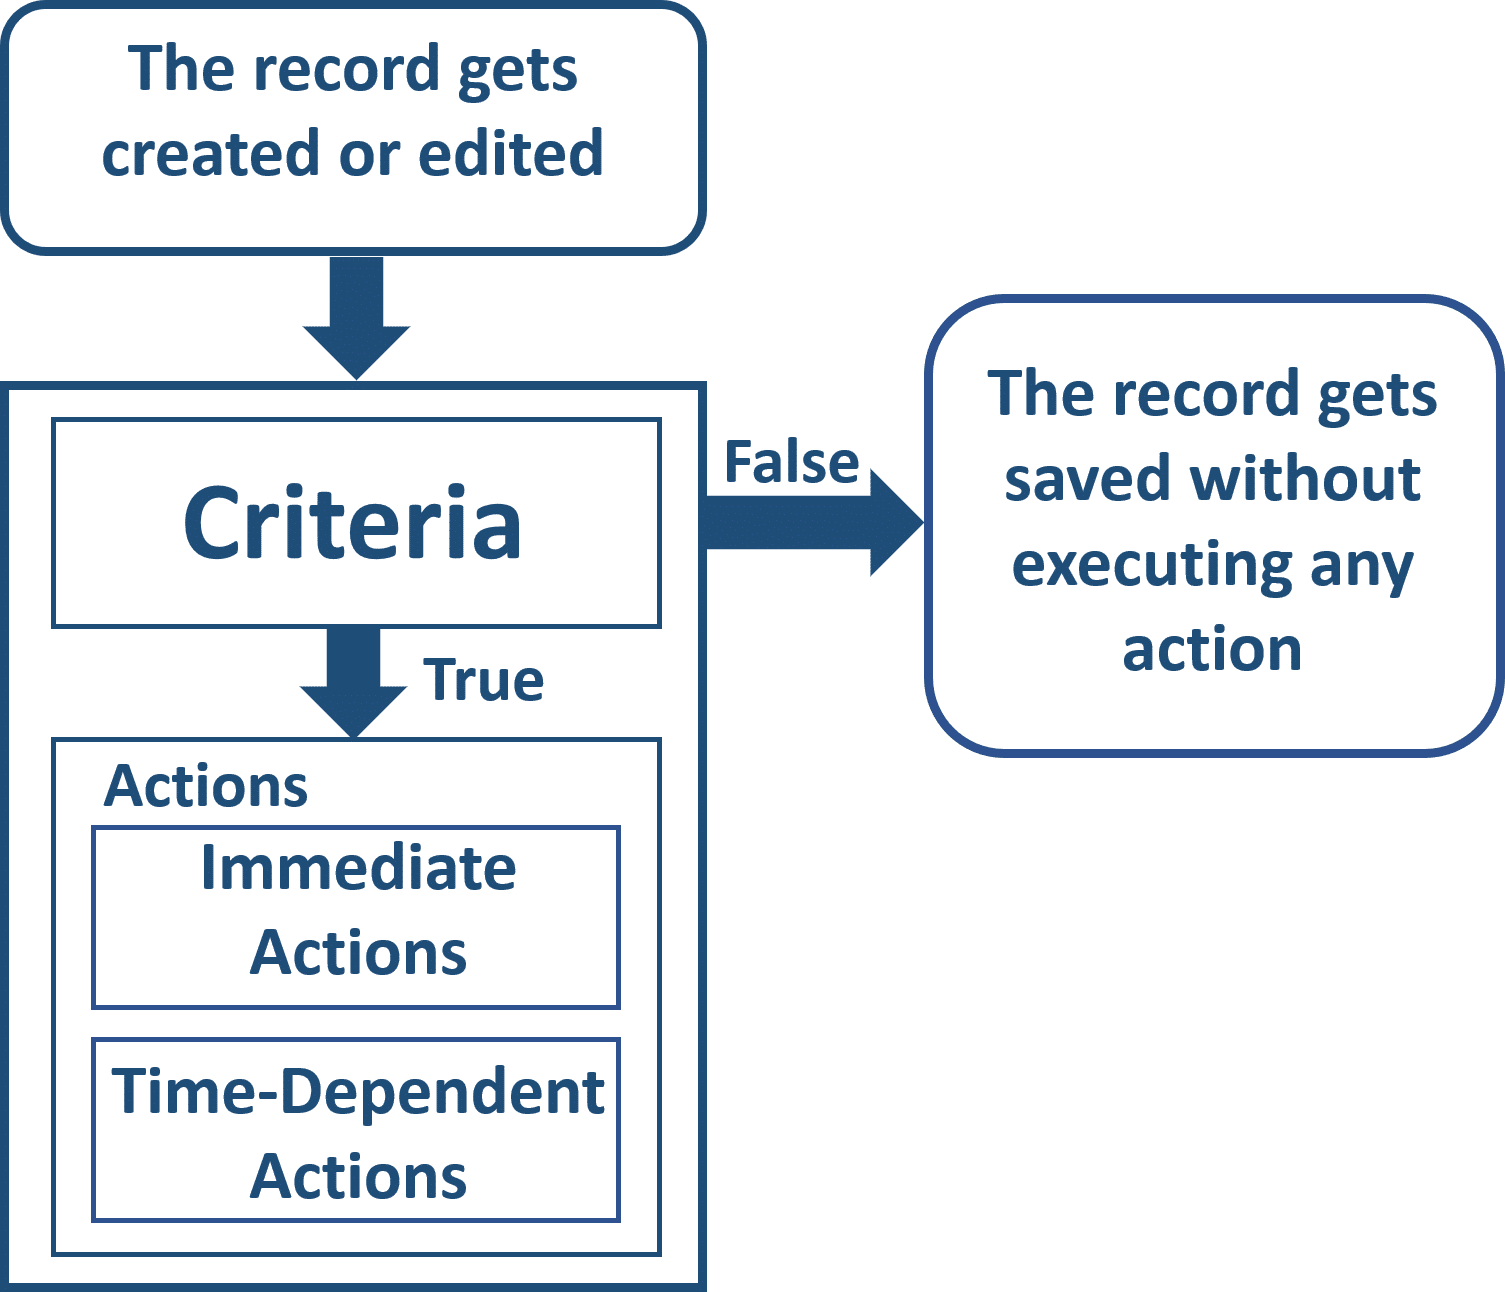 The record gets
created or edited
Criteria
False
The record gets
saved without
executing any
action
True
Actions
Immediate
Actions
Time-Dependent
Actions